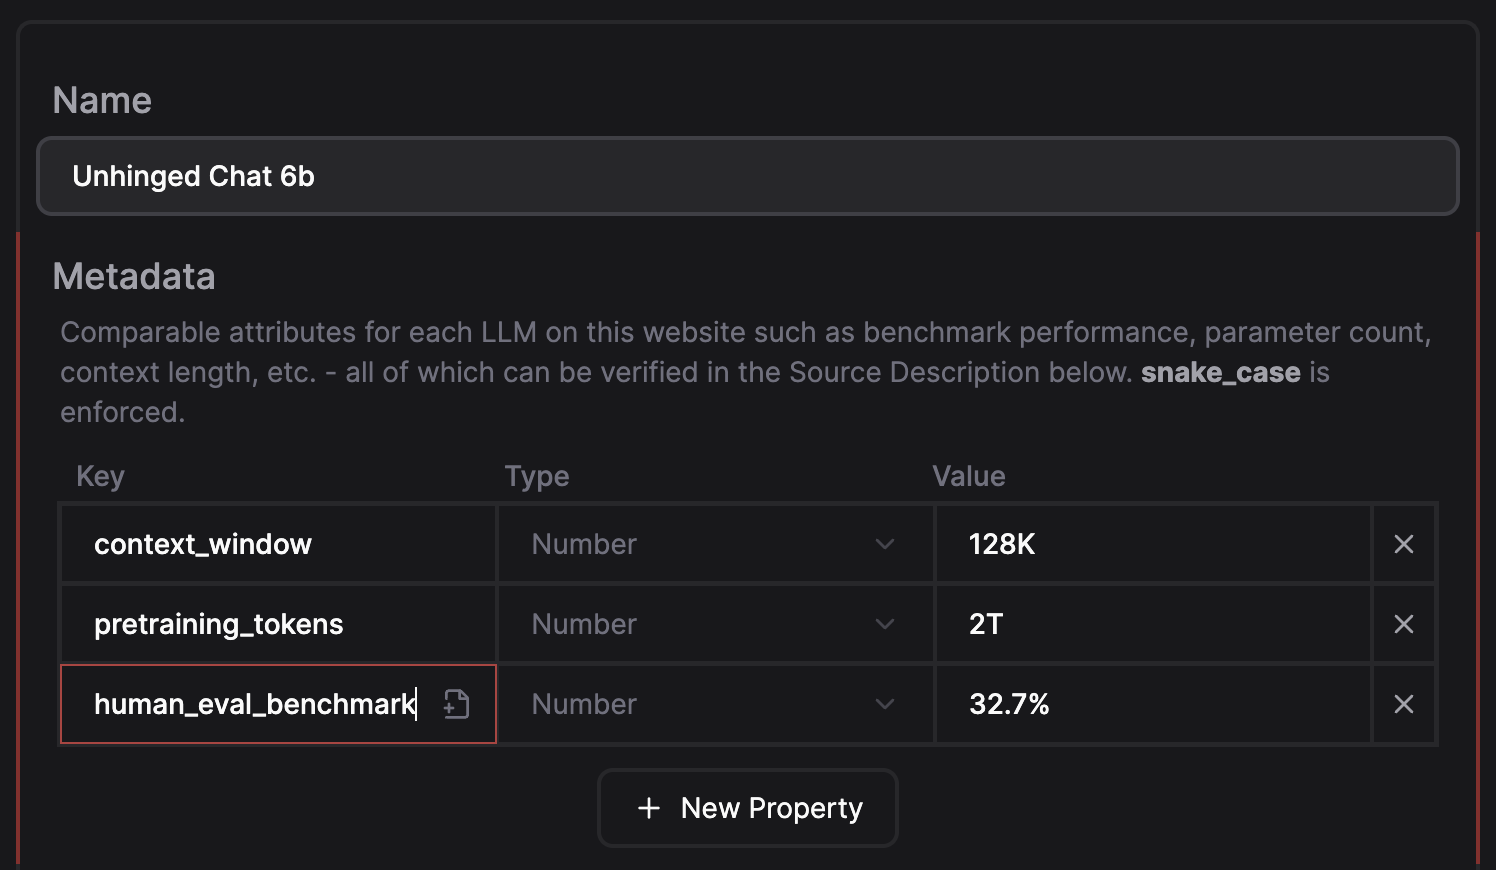 Name
Unhinged Chat 6b
Metadata
Comparable attributes for each LLM on this website such as benchmark performance, parameter count,
context length, etc. - all of which can be verified in the Source Description below. snake_case is
enforced.
Key Type Value
context_window Number 128K
pretraining_tokens Number 2T
human_eval_benchmark Number 32.7%
New Property